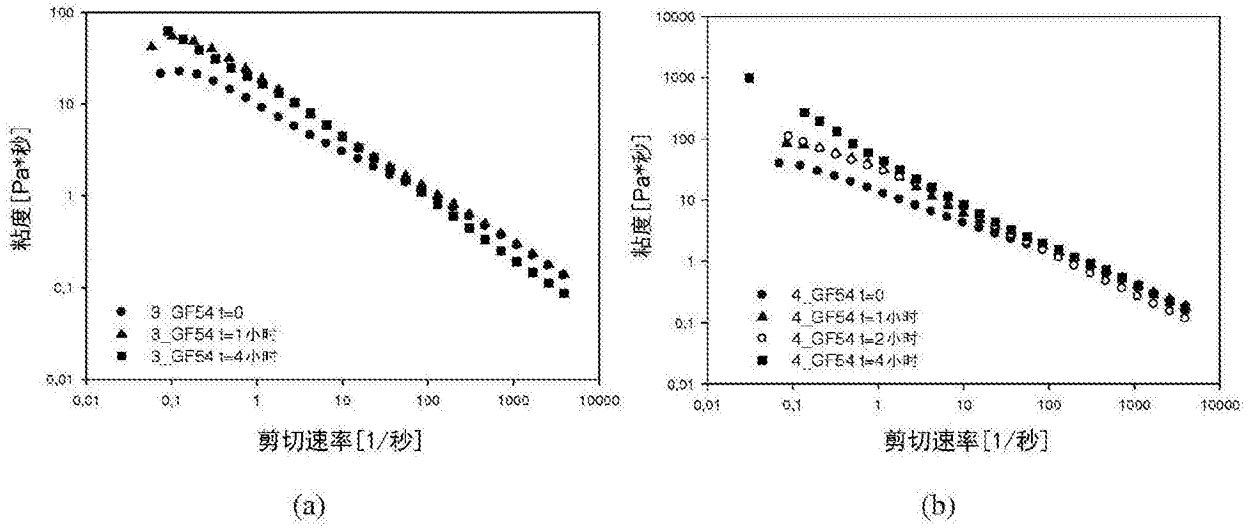 100
10
1
0,1
0,01
粘度[Pa*秒]
3_GF54 t=0
3_GF54 t=1小时
3_GF54 t=4小时
0,01 0,1 1 10 100 1000 10000
剪切速率[1/秒]
(a)
10000
1000
100
10
1
0,1
0,01
粘度[Pa*秒]
4_GF54 t=0
4_GF54 t=1小时
4_GF54 t=2小时
4_GF54 t=4小时
0,01 0,1 1 10 100 1000 10000
剪切速率[1/秒]
(b)